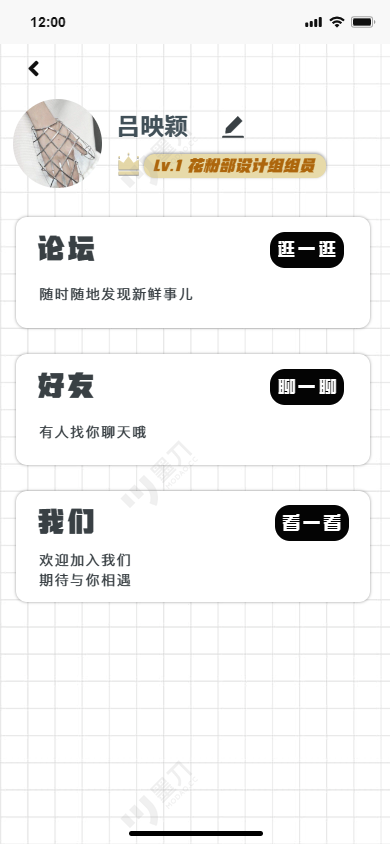 12:00
吕映颖
Lv.1 花粉部设计组组员
论坛
逛一逛
随时随地发现新鲜事儿
好友
聊一聊
有人找你聊天哦
墨刀
我们
看一看
欢迎加入我们
期待与你相遇
墨刀